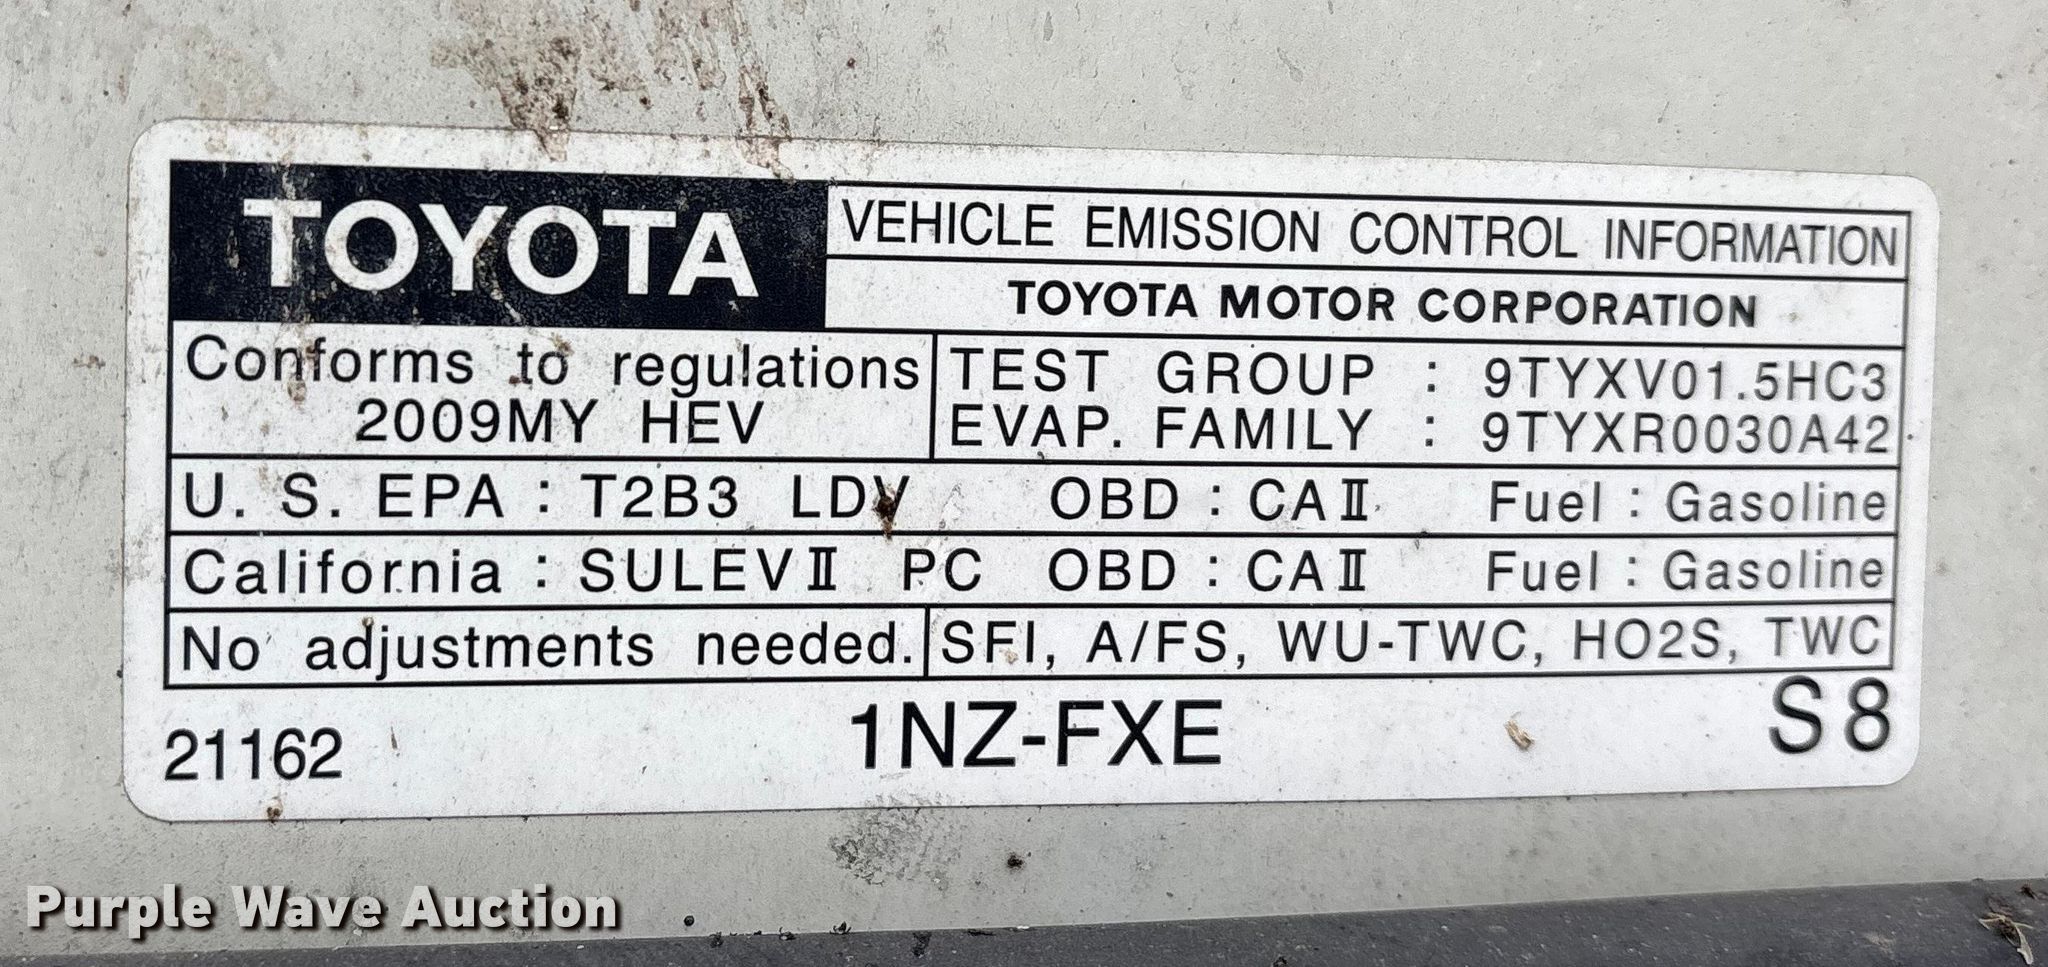 TOYOTA
VEHICLE EMISSION CONTROL INFORMATION
TOYOTA MOTOR CORPORATION
Conforms to regulations
2009MY HEV
TEST GROUP : 9TYXV01.5HC3
EVAP. FAMILY : 9TYXR0030A42
U. S. EPA : T2B3 LDV OBD : CAⅡ Fuel : Gasoline
California : SULEVⅡ PC OBD : CAⅡ Fuel : Gasoline
No adjustments needed.
SFI, A/FS, WU-TWC, HO2S, TWC
21162
1NZ-FXE
S8
Purple Wave Auction